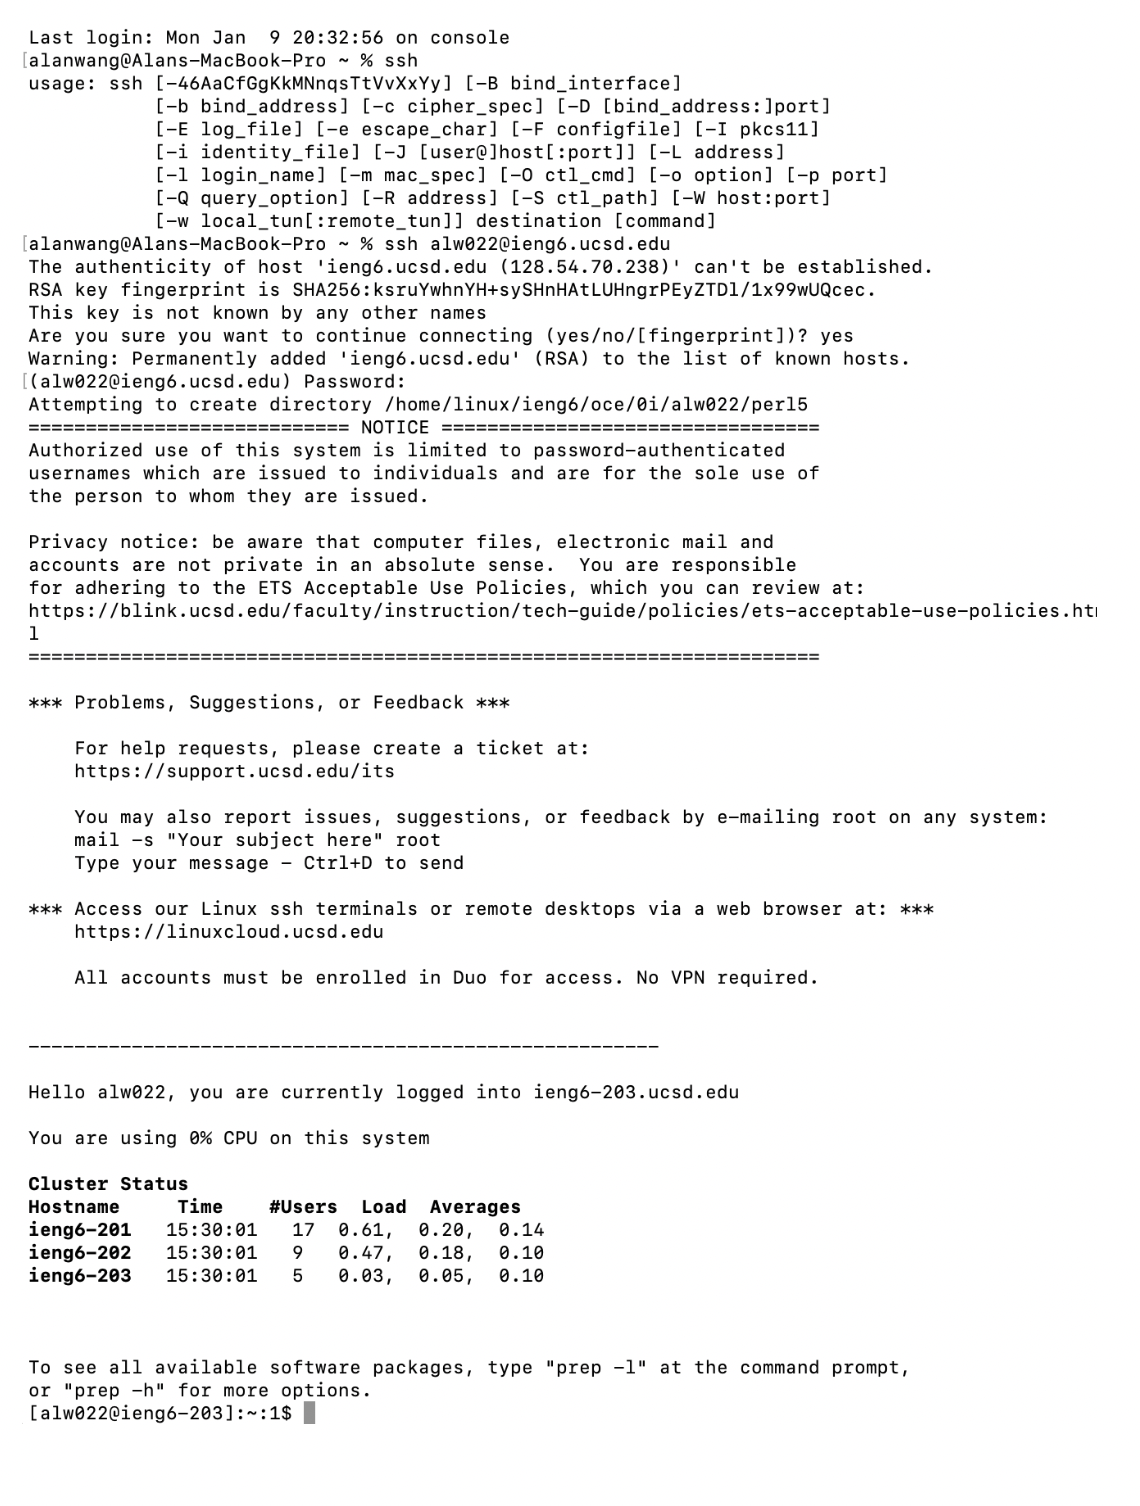 Last login: Mon Jan  9 20:32:56 on console
[alanwang@Alans-MacBook-Pro ~ % ssh
usage: ssh [-46AaCfGgKkMNnqsTtVvXxYy] [-B bind_interface]
           [-b bind_address] [-c cipher_spec] [-D [bind_address:]port]
           [-E log_file] [-e escape_char] [-F configfile] [-I pkcs11]
           [-i identity_file] [-J [user@]host[:port]] [-L address]
           [-l login_name] [-m mac_spec] [-O ctl_cmd] [-o option] [-p port]
           [-Q query_option] [-R address] [-S ctl_path] [-W host:port]
           [-w local_tun[:remote_tun]] destination [command]
[alanwang@Alans-MacBook-Pro ~ % ssh alw022@ieng6.ucsd.edu
The authenticity of host 'ieng6.ucsd.edu (128.54.70.238)' can't be established.
RSA key fingerprint is SHA256:ksruYwhnYH+sySHnHAtLUHngrPEyZTDl/1x99wUQcec.
This key is not known by any other names
Are you sure you want to continue connecting (yes/no/[fingerprint])? yes
Warning: Permanently added 'ieng6.ucsd.edu' (RSA) to the list of known hosts.
[(alw022@ieng6.ucsd.edu) Password:
Attempting to create directory /home/linux/ieng6/oce/0i/alw022/perl5
============================ NOTICE =================================
Authorized use of this system is limited to password-authenticated
usernames which are issued to individuals and are for the sole use of
the person to whom they are issued.

Privacy notice: be aware that computer files, electronic mail and
accounts are not private in an absolute sense.  You are responsible
for adhering to the ETS Acceptable Use Policies, which you can review at:
https://blink.ucsd.edu/faculty/instruction/tech-guide/policies/ets-acceptable-use-policies.htm
l
=====================================================================

*** Problems, Suggestions, or Feedback ***

    For help requests, please create a ticket at:
    https://support.ucsd.edu/its

    You may also report issues, suggestions, or feedback by e-mailing root on any system:
    mail -s "Your subject here" root
    Type your message - Ctrl+D to send

*** Access our Linux ssh terminals or remote desktops via a web browser at: ***
    https://linuxcloud.ucsd.edu

    All accounts must be enrolled in Duo for access. No VPN required.

-------------------------------------------------------

Hello alw022, you are currently logged into ieng6-203.ucsd.edu

You are using 0% CPU on this system

Cluster Status
Hostname     Time    #Users  Load  Averages
ieng6-201   15:30:01   17  0.61,  0.20,  0.14
ieng6-202   15:30:01   9   0.47,  0.18,  0.10
ieng6-203   15:30:01   5   0.03,  0.05,  0.10

To see all available software packages, type "prep -l" at the command prompt,
or "prep -h" for more options.
[alw022@ieng6-203]:~:1$